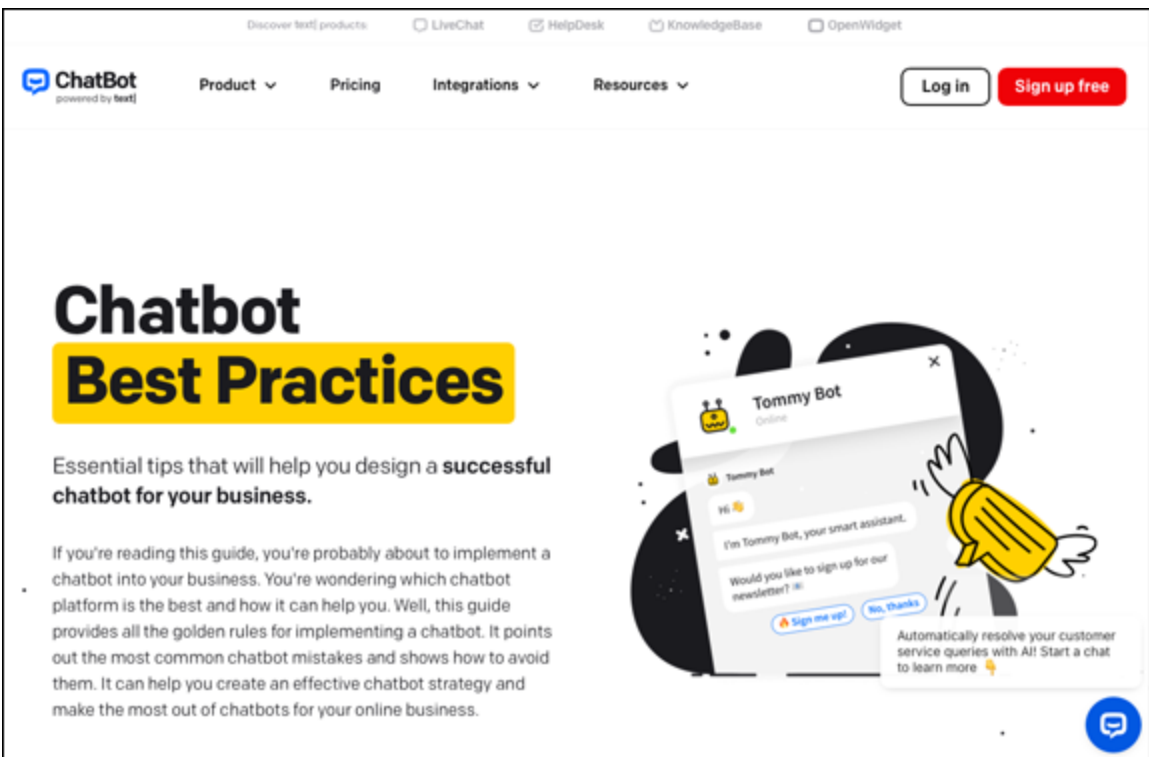 Discover text| products: LiveChat HelpDesk KnowledgeBase OpenWidget
ChatBot
powered by text|
Product Pricing Integrations Resources Log in Sign up free
Chatbot
Best Practices
Essential tips that will help you design a successful
chatbot for your business.
If you're reading this guide, you're probably about to implement a
chatbot into your business. You're wondering which chatbot
platform is the best and how it can help you. Well, this guide
provides all the golden rules for implementing a chatbot. It points
out the most common chatbot mistakes and shows how to avoid
them. It can help you create an effective chatbot strategy and
make the most out of chatbots for your online business.
Tommy Bot
Online
Tommy Bot
Hi 👋
I'm Tommy Bot, your smart assistant.
Would you like to sign up for our
newsletter? 📧
🔥 Sign me up! No, thanks
Automatically resolve your customer
service queries with AI! Start a chat
to learn more 👇